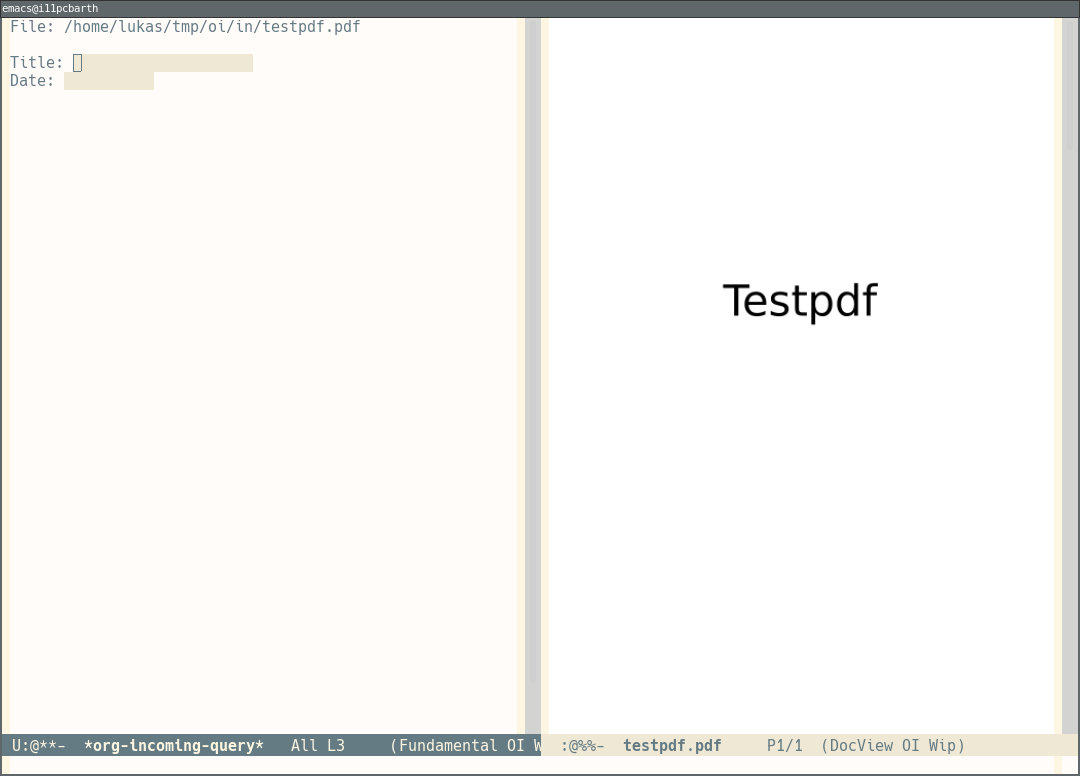 emacs@i11pcbarth
File: /home/lukas/tmp/oi/in/testpdf.pdf
Title:
Date:
Testpdf
U:@**-  *org-incoming-query*   All L3     (Fundamental OI W
:@%%-  testpdf.pdf     P1/1  (DocView OI Wip)